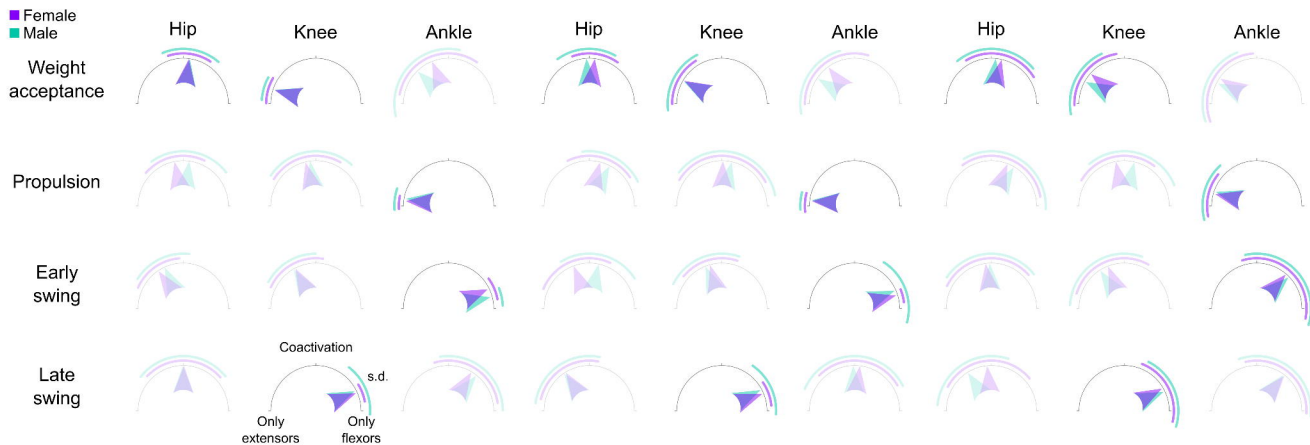 Female
Male
Hip
Knee
Ankle
Hip
Knee
Ankle
Hip
Knee
Ankle
Weight
acceptance
Propulsion
Early
swing
Late
swing
Coactivation
s.d.
Only
extensors
Only
flexors